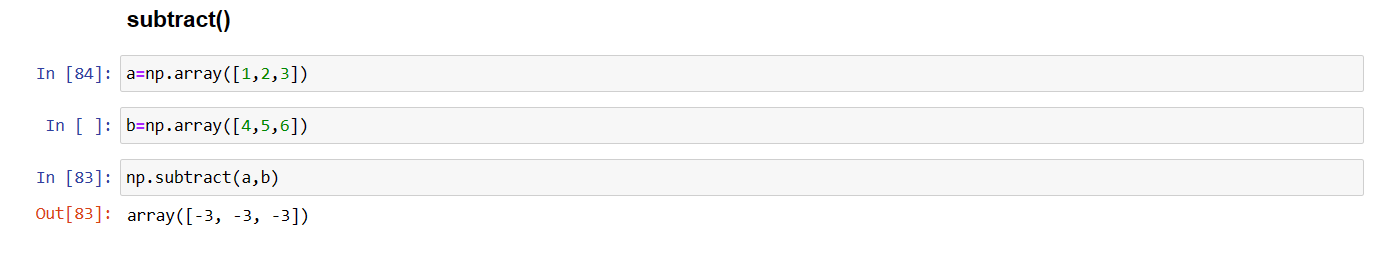 subtract()
In [84]: a=np.array([1,2,3])
In [ ]: b=np.array([4,5,6])
In [83]: np.subtract(a,b)
Out[83]: array([-3, -3, -3])